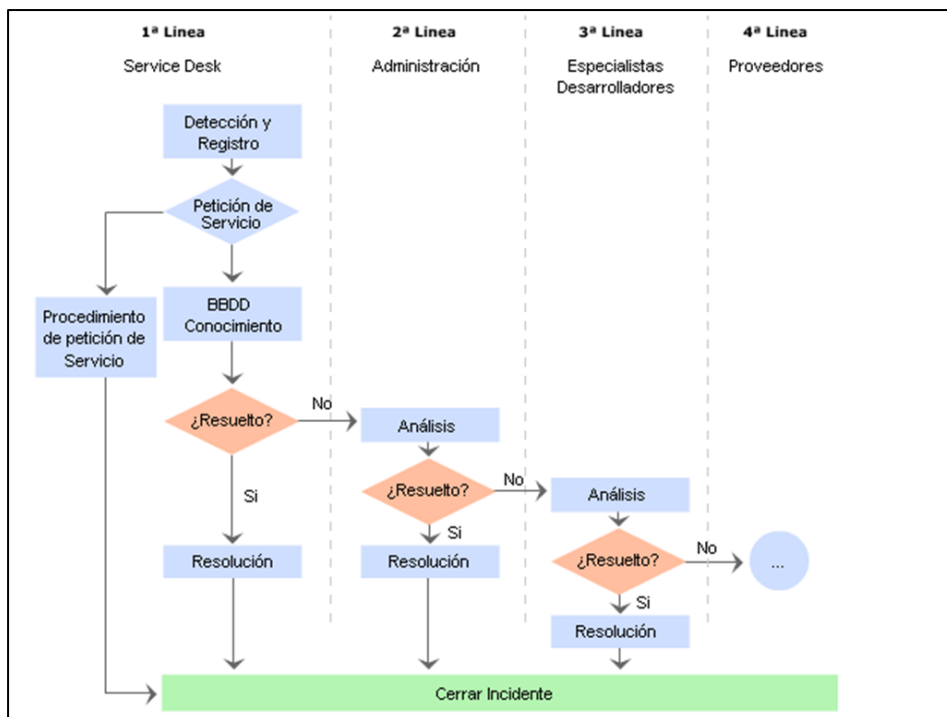 1ª Linea
2ª Linea
3ª Linea
4ª Linea
Service Desk
Administración
Especialistas
Desarrolladores
Proveedores
Detección y
Registro
Petición de
Servicio
Procedimiento
de petición de
Servicio
BBDD
Conocimiento
¿Resuelto?
No
Análisis
Si
¿Resuelto?
No
Análisis
Si
Resolución
Resolución
¿Resuelto?
No
...
Si
Resolución
Cerrar Incidente